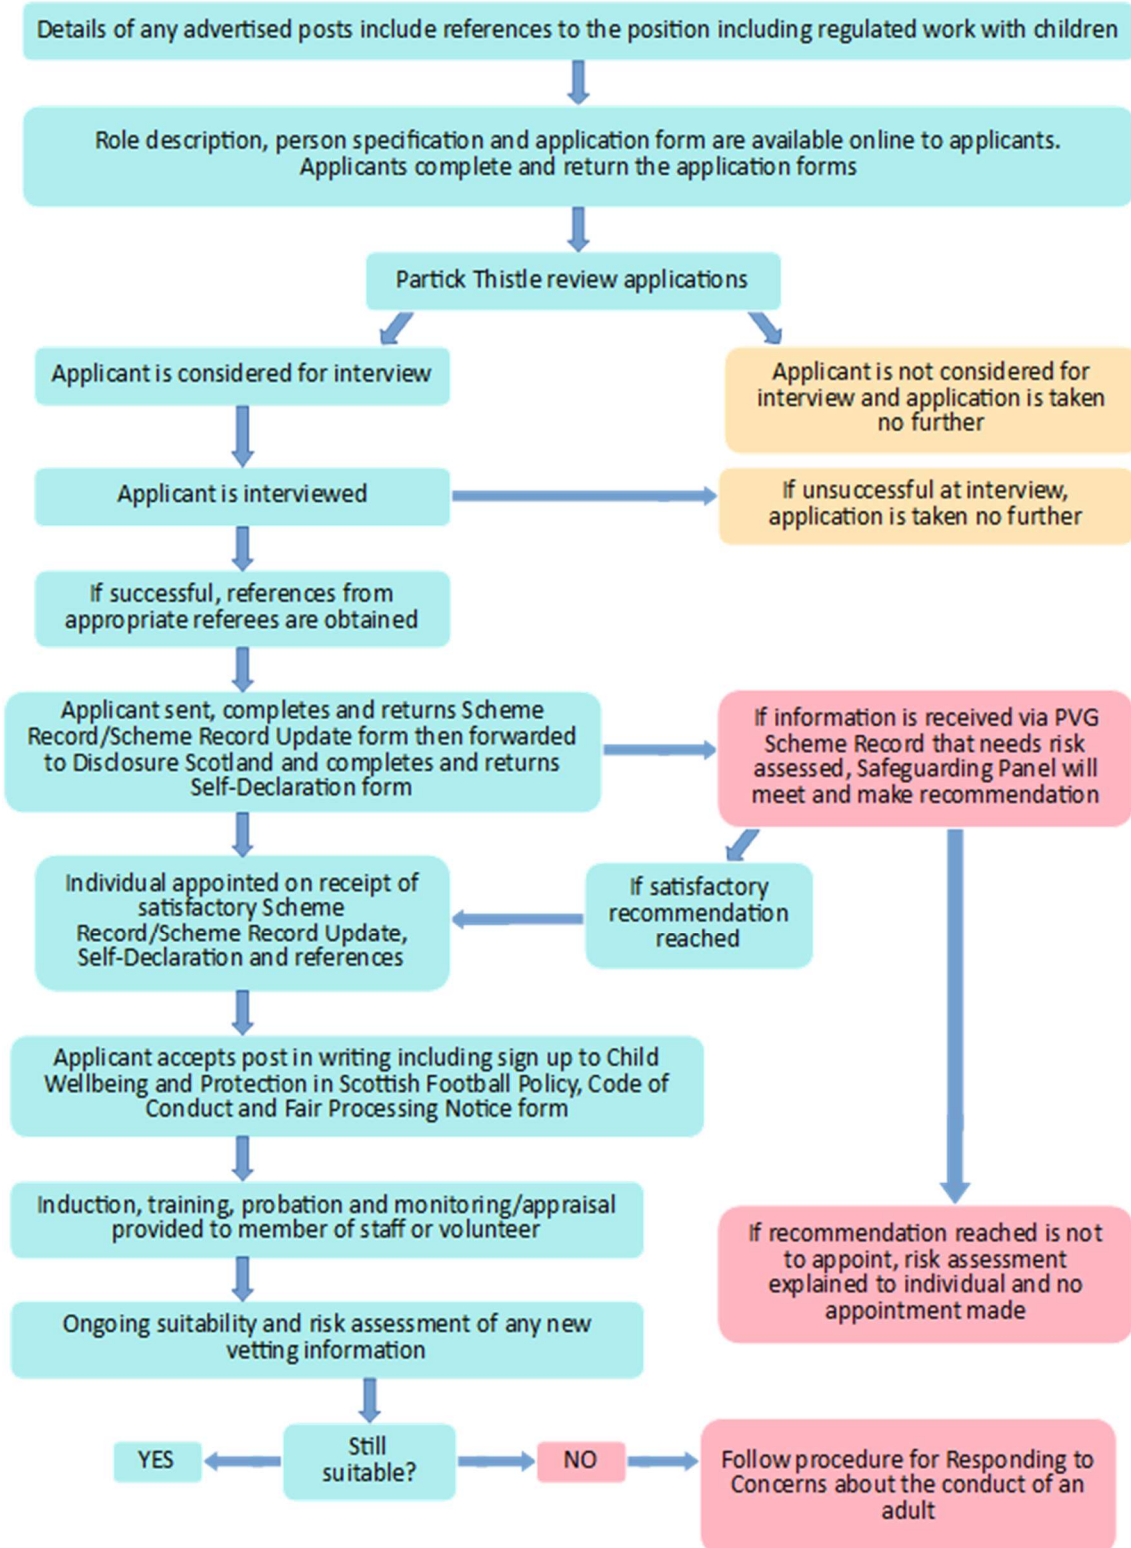 Details of any advertised posts include references to the position including regulated work with children
Role description, person specification and application form are available online to applicants.
Applicants complete and return the application forms
Partick Thistle review applications
Applicant is considered for interview
Applicant is not considered for
interview and application is taken
no further
Applicant is interviewed
If unsuccessful at interview,
application is taken no further
If successful, references from
appropriate referees are obtained
Applicant sent, completes and returns Scheme
Record/Scheme Record Update form then forwarded
to Disclosure Scotland and completes and returns
Self-Declaration form
If information is received via PVG
Scheme Record that needs risk
assessed, Safeguarding Panel will
meet and make recommendation
Individual appointed on receipt of
satisfactory Scheme
Record/Scheme Record Update,
Self-Declaration and references
If satisfactory
recommendation
reached
Applicant accepts post in writing including sign up to Child
Wellbeing and Protection in Scottish Football Policy, Code of
Conduct and Fair Processing Notice form
Induction, training, probation and monitoring/appraisal
provided to member of staff or volunteer
If recommendation reached is not
to appoint, risk assessment
explained to individual and no
appointment made
Ongoing suitability and risk assessment of any new
vetting information
YES
Still
suitable?
NO
Follow procedure for Responding to
Concerns about the conduct of an
adult